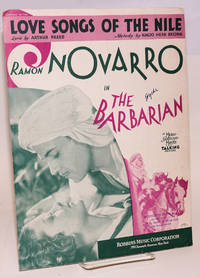 LOVE SONGS OF THE NILE
Lyric by ARTHUR FREED
Melody by NACIO HERB BROWN
RAMON
NOVARRO
in
THE
BARBARIAN
A
Metro-
Goldwyn-
Mayer
ALL
TALKING
ROBBINS MUSIC CORPORATION